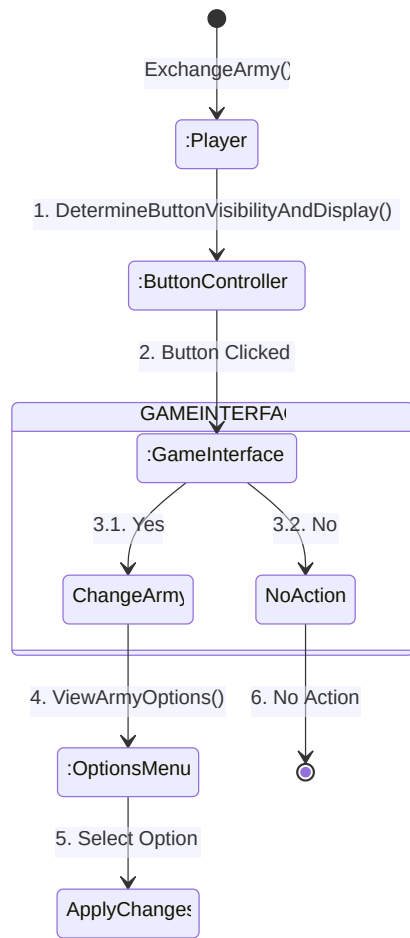 ExchangeArmy()
:Player
1. DetermineButtonVisibilityAndDisplay()
:ButtonController
2. Button Clicked
GAMEINTERFA
:GameInterface
3.1. Yes
3.2. No
ChangeArmy
NoAction
4. ViewArmyOptions()
6. No Action
:OptionsMenu
5. Select Option
ApplyChanges